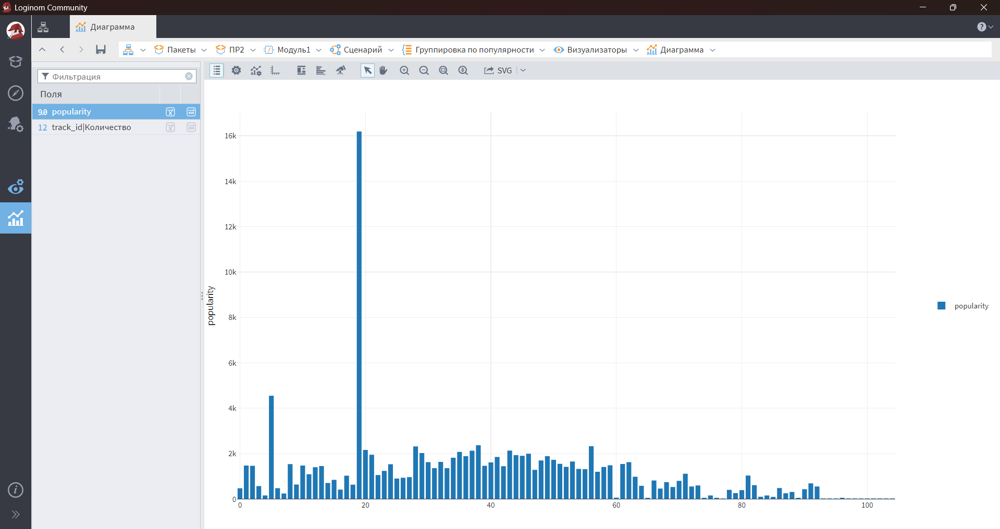 Loginom Community
Диаграмма
?
Пакеты
ПР2
Модуль1
Сценарий
Группировка по популярности
Визуализаторы
Диаграмма
Фильтрация
SVG
Поля
9.0 popularity
12 track_id|Количество
16k
14k
12k
10k
8k
6k
4k
2k
0
popularity
0
20
40
60
80
100
popularity